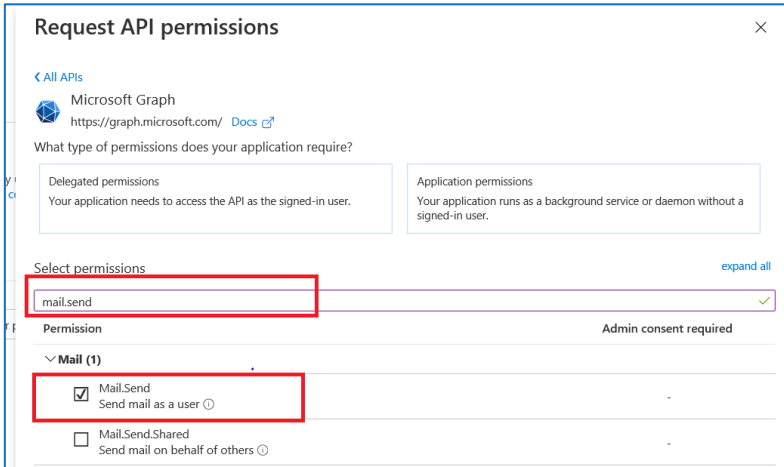 Request API permissions
All APIs
Microsoft Graph
https://graph.microsoft.com/ Docs
What type of permissions does your application require?
Delegated permissions
Your application needs to access the API as the signed-in user.
Application permissions
Your application runs as a background service or daemon without a
signed-in user.
Select permissions
expand all
mail.send
Permission
Admin consent required
Mail (1)
Mail.Send
Send mail as a user
-
Mail.Send.Shared
Send mail on behalf of others
-